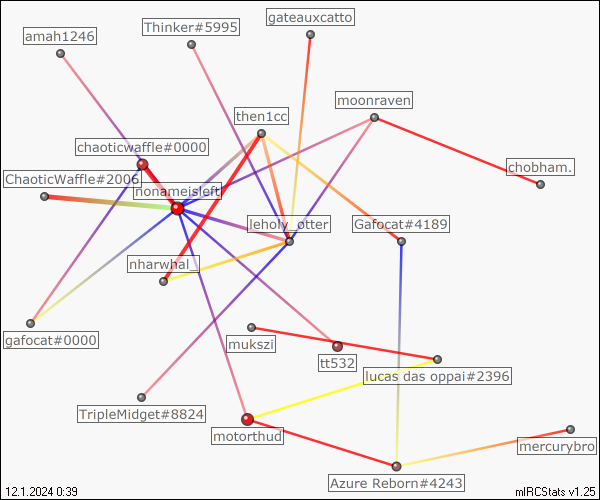 gateauxcatto
Thinker#5995
amah1246
moonraven
then1cc
chaoticwaffle#0000
chobham.
ChaoticWaffle#2006
nonameisleft
leholy_otter
Gafocat#4189
nharwhal_
gafocat#0000
mukszi
tt532
lucas das oppai#2396
TripleMidget#8824
motorthud
mercurybro
Azure Reborn#4243
12.1.2024 0:39
mIRCStats v1.25